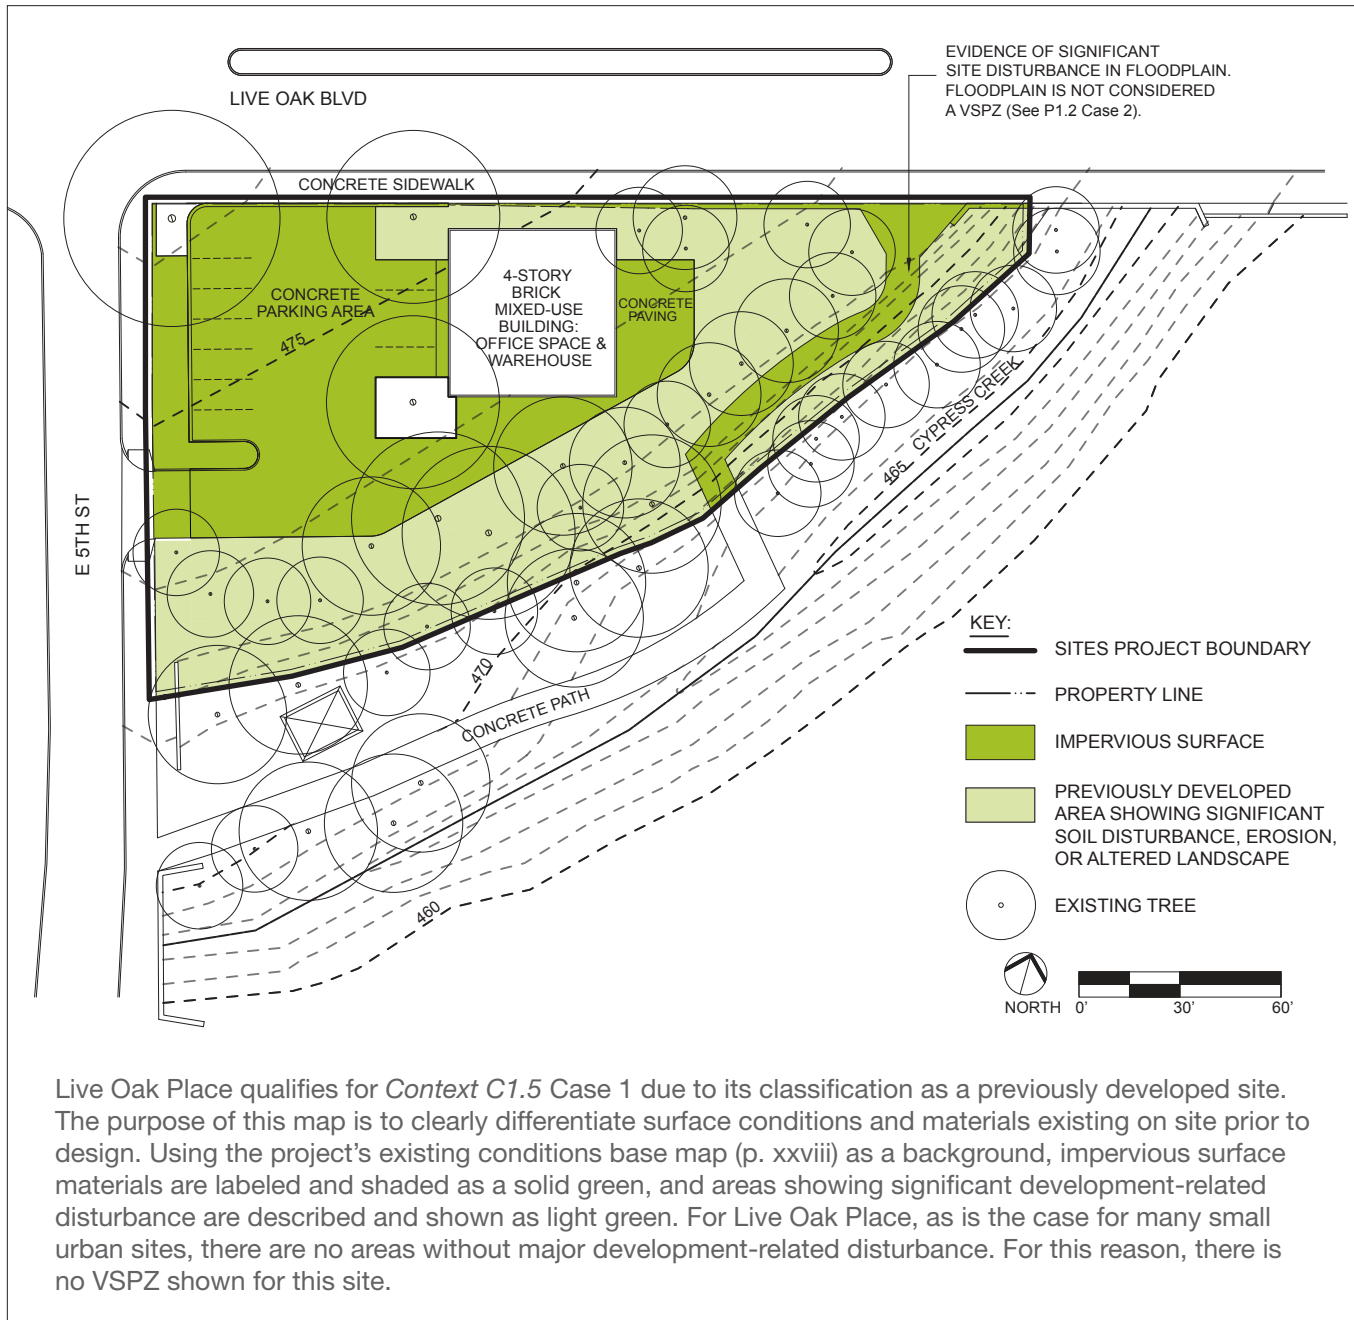 EVIDENCE OF SIGNIFICANT
SITE DISTURBANCE IN FLOODPLAIN.
FLOODPLAIN IS NOT CONSIDERED
A VSPZ (See P1.2 Case 2).
LIVE OAK BLVD
CONCRETE SIDEWALK
CONCRETE
PARKING AREA
475
4-STORY
BRICK
MIXED-USE
BUILDING:
OFFICE SPACE &
WAREHOUSE
CONCRETE
PAVING
CYPRESS CREEK
465
E 5TH ST
470
CONCRETE PATH
460
KEY:
SITES PROJECT BOUNDARY
PROPERTY LINE
IMPERVIOUS SURFACE
PREVIOUSLY DEVELOPED
AREA SHOWING SIGNIFICANT
SOIL DISTURBANCE, EROSION,
OR ALTERED LANDSCAPE
EXISTING TREE
NORTH
0' 30' 60'
Live Oak Place qualifies for Context C1.5 Case 1 due to its classification as a previously developed site.
The purpose of this map is to clearly differentiate surface conditions and materials existing on site prior to
design. Using the project's existing conditions base map (p. xxviii) as a background, impervious surface
materials are labeled and shaded as a solid green, and areas showing significant development-related
disturbance are described and shown as light green. For Live Oak Place, as is the case for many small
urban sites, there are no areas without major development-related disturbance. For this reason, there is
no VSPZ shown for this site.